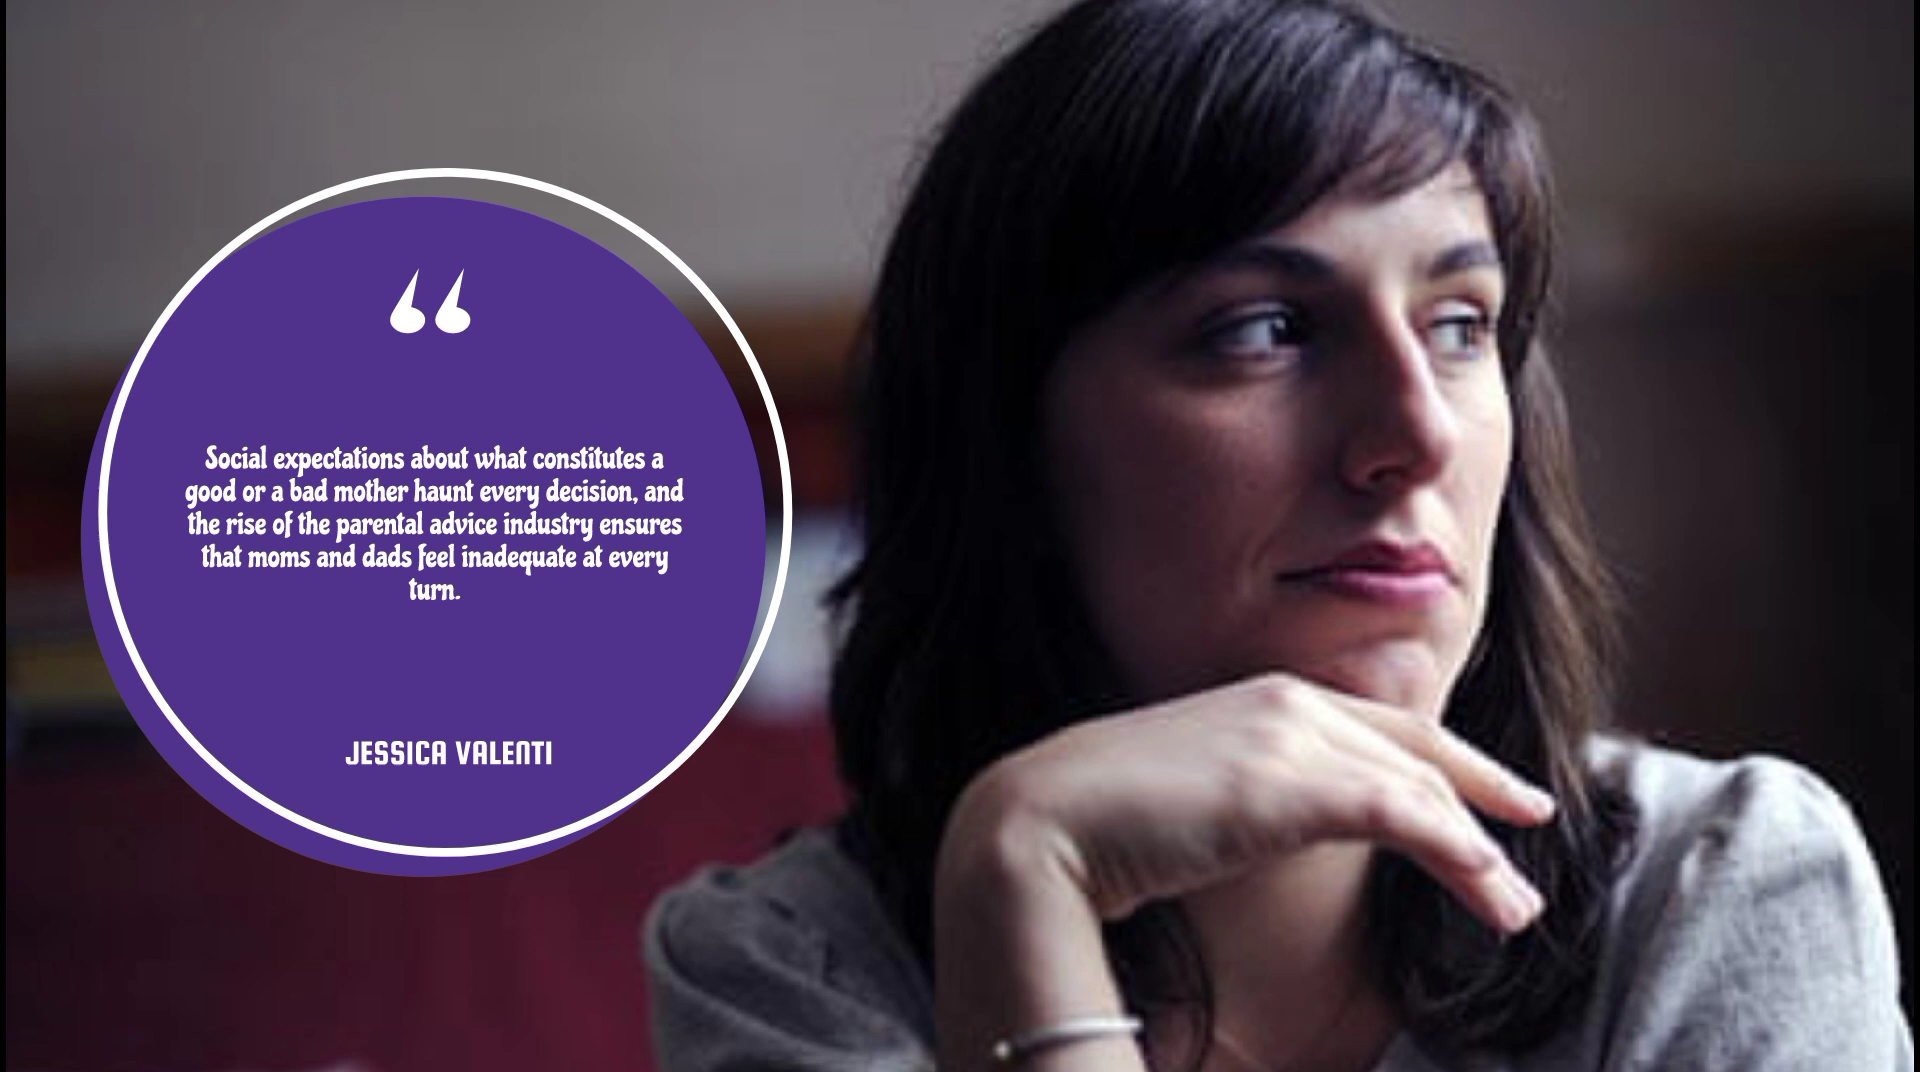 “
Social expectations about what constitutes a
good or a bad mother haunt every decision, and
the rise of the parental advice industry ensures
that moms and dads feel inadequate at every
turn.
JESSICA VALENTI